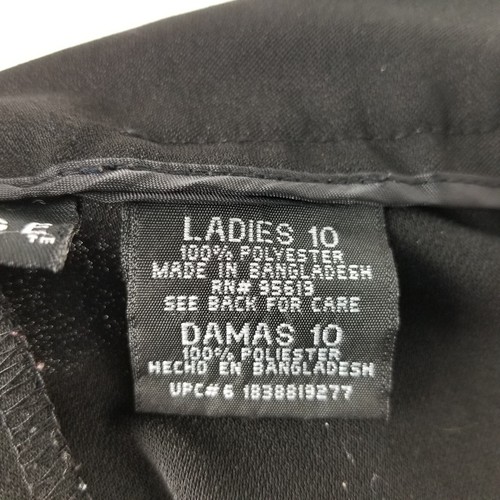 LADIES 10
100% POLYESTER
MADE IN BANGLADESH
RN# 95619
SEE BACK FOR CARE
DAMAS 10
100% POLIESTER
HECHO EN BANGLADESH
UPC# 6 1838819277
TM